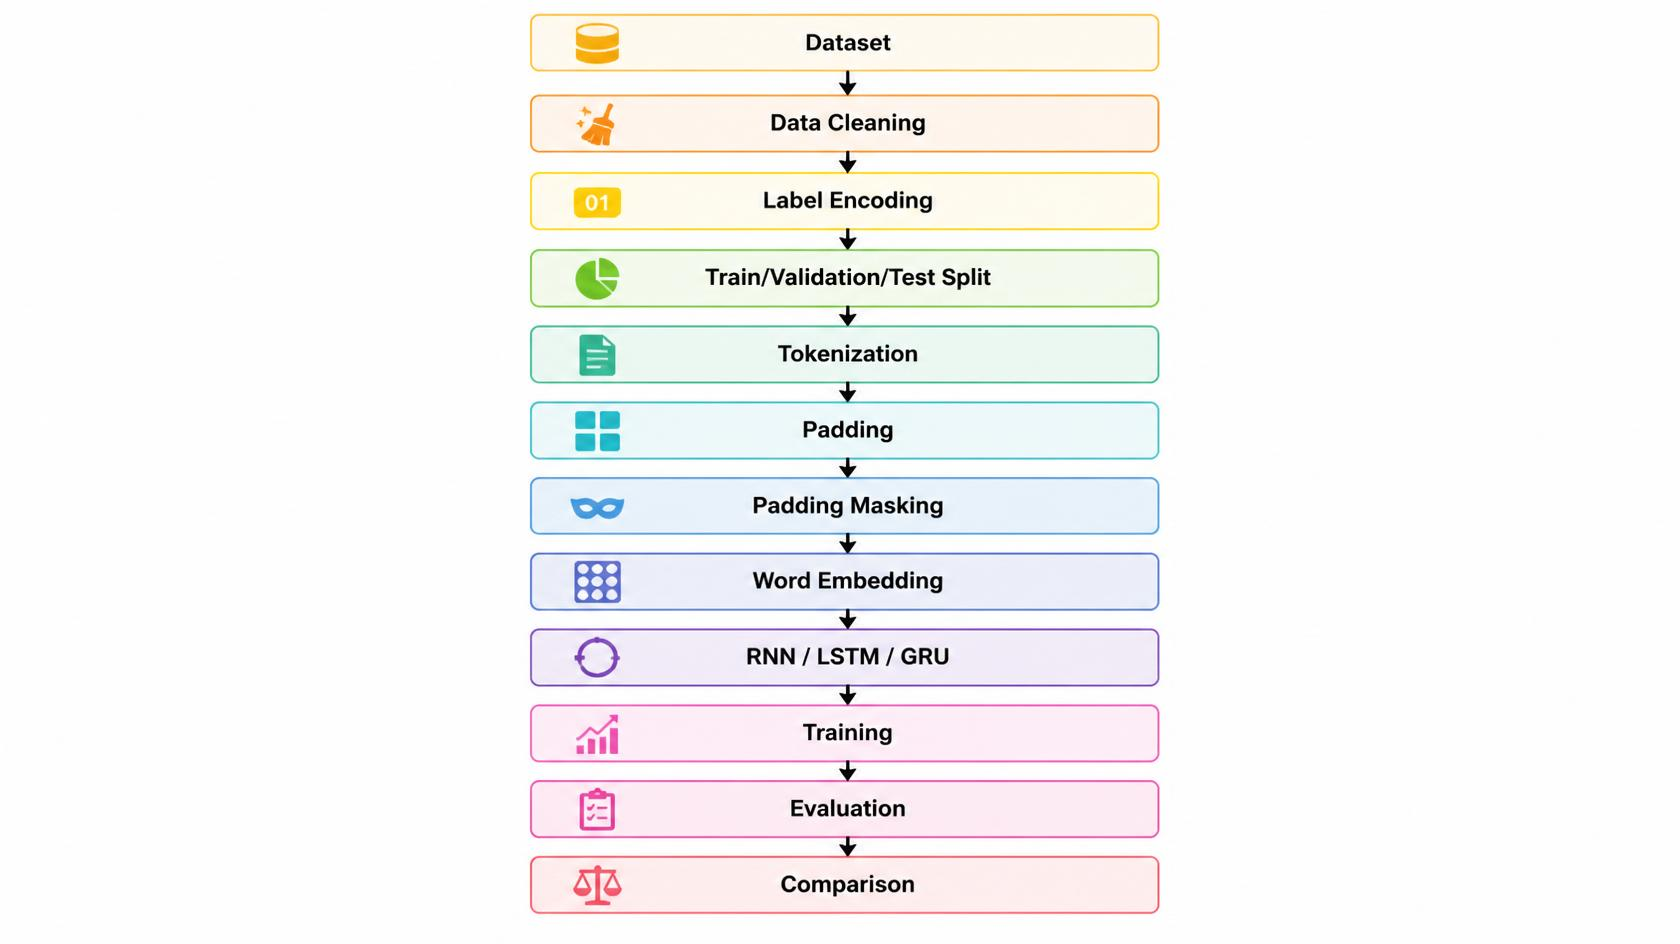 Dataset
Data Cleaning
01
Label Encoding
Train/Validation/Test Split
Tokenization
Padding
Padding Masking
Word Embedding
RNN / LSTM / GRU
Training
Evaluation
Comparison